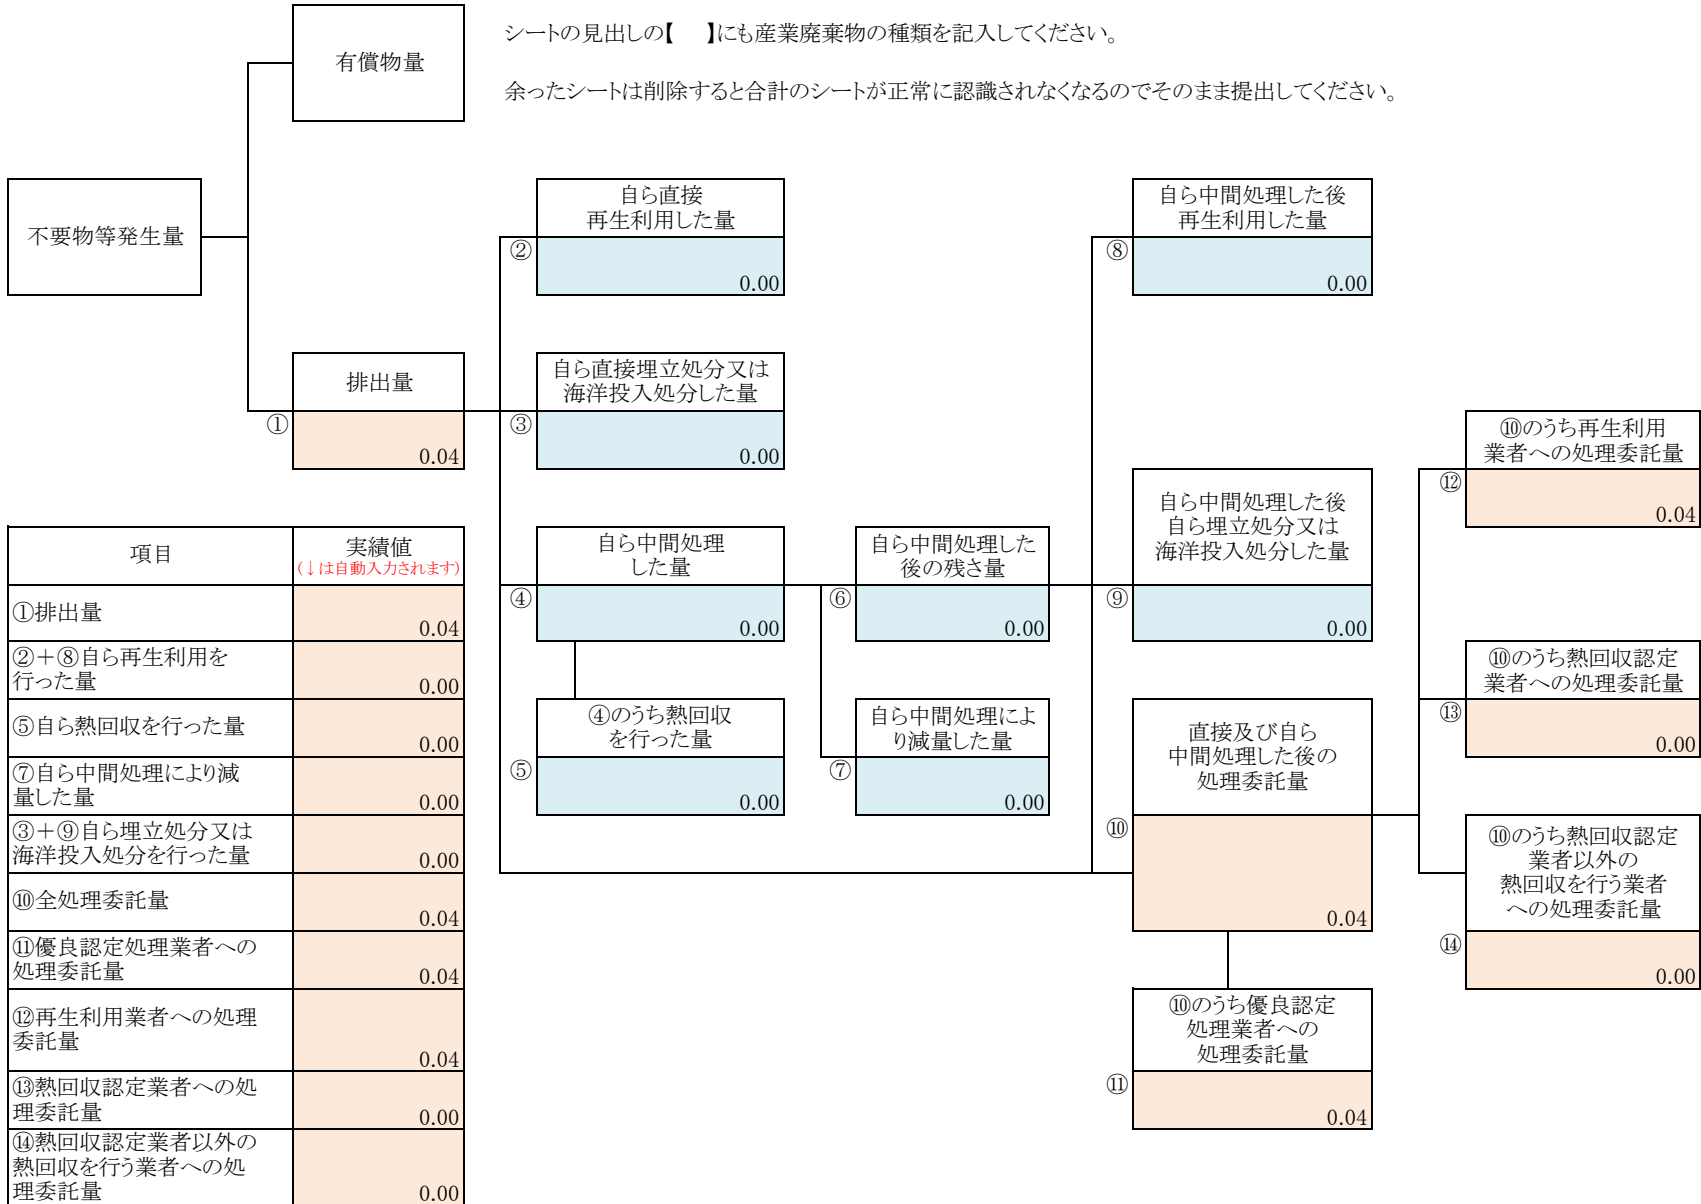 シートの見出しの【　】にも産業廃棄物の種類を記入してください。
余ったシートは削除すると合計のシートが正常に認識されなくなるのでそのまま提出してください。
有償物量
不要物等発生量
排出量
①
0.04
自ら直接
再生利用した量
②
0.00
自ら直接埋立処分又は
海洋投入処分した量
③
0.00
自ら中間処理
した量
④
0.00
④のうち熱回収
を行った量
⑤
0.00
自ら中間処理した
後の残さ量
⑥
0.00
自ら中間処理によ
り減量した量
⑦
0.00
自ら中間処理した後
再生利用した量
⑧
0.00
自ら中間処理した後
自ら埋立処分又は
海洋投入処分した量
⑨
0.00
直接及び自ら
中間処理した後の
処理委託量
⑩
0.04
⑩のうち優良認定
処理業者への
処理委託量
⑪
0.04
⑩のうち再生利用
業者への処理委託量
⑫
0.04
⑩のうち熱回収認定
業者への処理委託量
⑬
0.00
⑩のうち熱回収認定
業者以外の
熱回収を行う業者
への処理委託量
⑭
0.00
項目
実績値
(↓は自動入力されます)
①排出量
0.04
②＋⑧自ら再生利用を
行った量
0.00
⑤自ら熱回収を行った量
0.00
⑦自ら中間処理により減
量した量
0.00
③＋⑨自ら埋立処分又は
海洋投入処分を行った量
0.00
⑩全処理委託量
0.04
⑪優良認定処理業者への
処理委託量
0.04
⑫再生利用業者への処理
委託量
0.04
⑬熱回収認定業者への処
理委託量
0.00
⑭熱回収認定業者以外の
熱回収を行う業者への処
理委託量
0.00